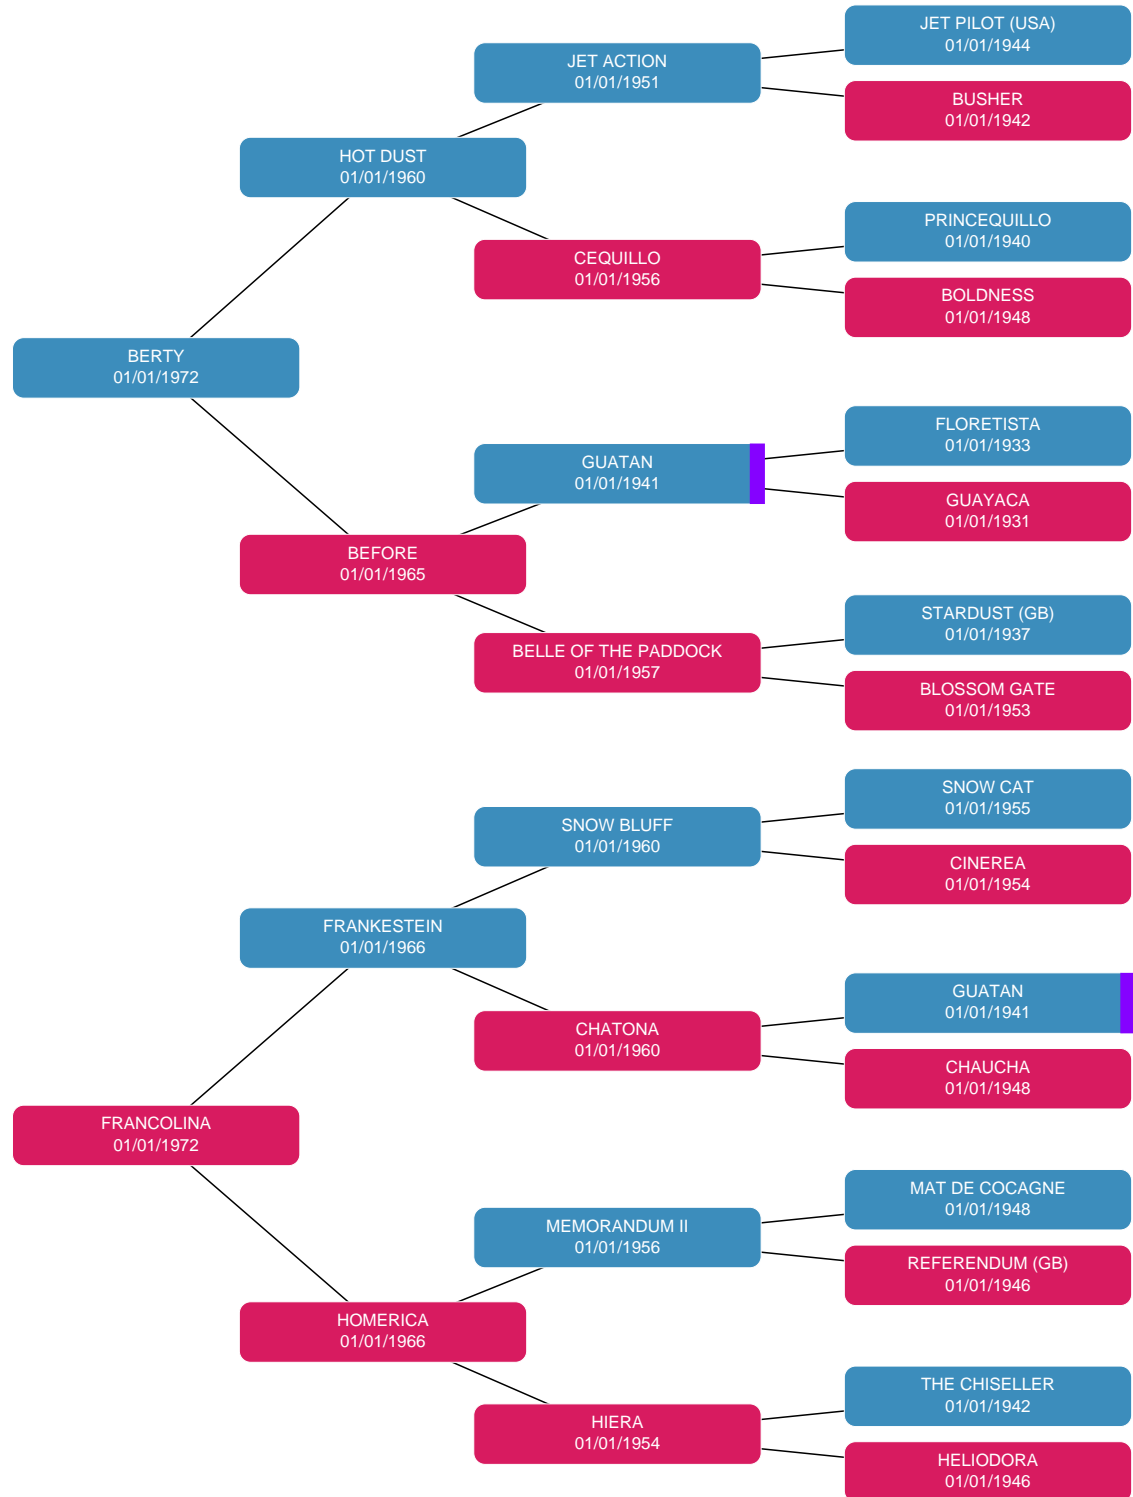 JET PILOT (USA)
01/01/1944
JET ACTION
01/01/1951
BUSHER
01/01/1942
HOT DUST
01/01/1960
PRINCEQUILLO
01/01/1940
CEQUILLO
01/01/1956
BOLDNESS
01/01/1948
BERTY
01/01/1972
FLORETISTA
01/01/1933
GUATAN
01/01/1941
GUAYACA
01/01/1931
BEFORE
01/01/1965
STARDUST (GB)
01/01/1937
BELLE OF THE PADDOCK
01/01/1957
BLOSSOM GATE
01/01/1953
SNOW CAT
01/01/1955
SNOW BLUFF
01/01/1960
CINEREA
01/01/1954
FRANKESTEIN
01/01/1966
GUATAN
01/01/1941
CHATONA
01/01/1960
CHAUCHA
01/01/1948
FRANCOLINA
01/01/1972
MAT DE COCAGNE
01/01/1948
MEMORANDUM II
01/01/1956
REFERENDUM (GB)
01/01/1946
HOMERICA
01/01/1966
THE CHISELLER
01/01/1942
HIERA
01/01/1954
HELIODORA
01/01/1946